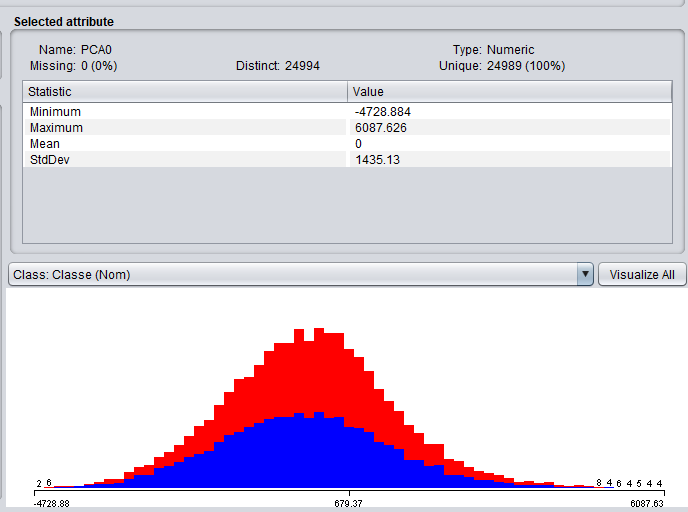 Selected attribute
Name: PCA0 Type: Numeric
Missing: 0 (0%) Distinct: 24994 Unique: 24989 (100%)
Statistic Value
Minimum -4728.884
Maximum 6087.626
Mean 0
StdDev 1435.13
Class: Classe (Nom) Visualize All
2 6 8 4 6 4 5 4 4
-4728.88 679.37 6087.63